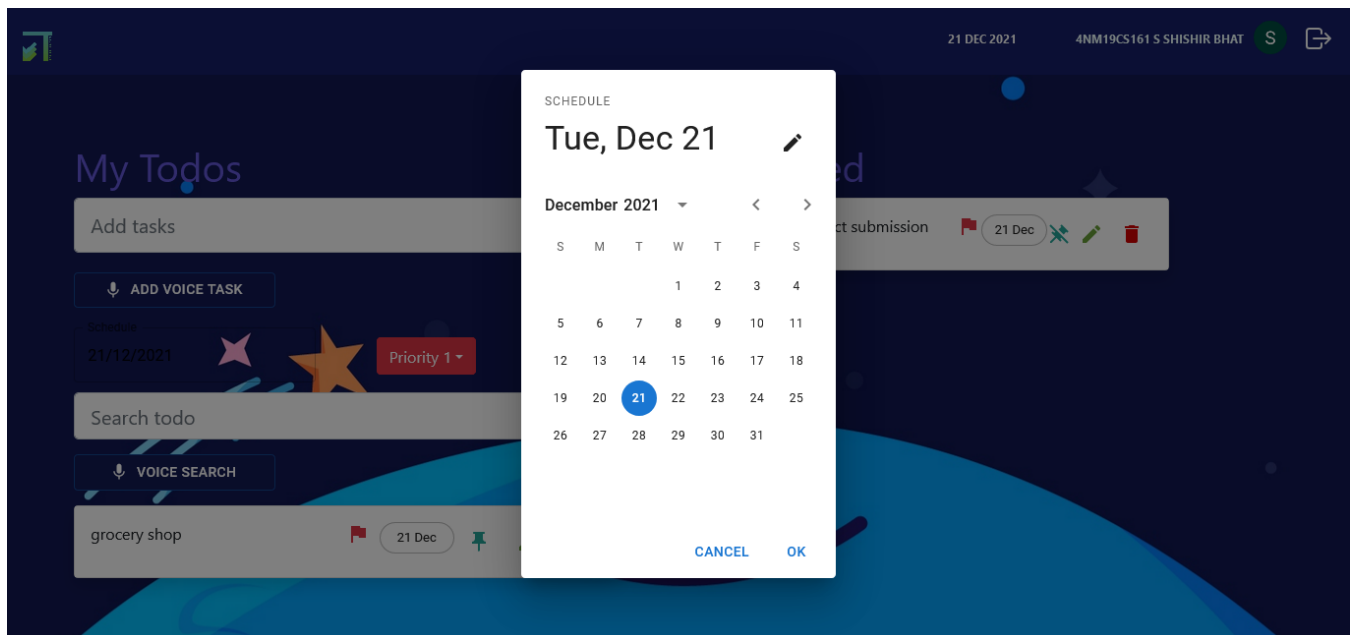 21 DEC 2021 4NM19CS161 S SHISHIR BHAT S
My Todos
Add tasks
ADD VOICE TASK
Schedule
21/12/2021
Priority 1
Search todo
VOICE SEARCH
grocery shop 21 Dec
SCHEDULE
Tue, Dec 21
December 2021
S M T W T F S
1 2 3 4
5 6 7 8 9 10 11
12 13 14 15 16 17 18
19 20 21 22 23 24 25
26 27 28 29 30 31
CANCEL OK
ed
ct submission 21 Dec